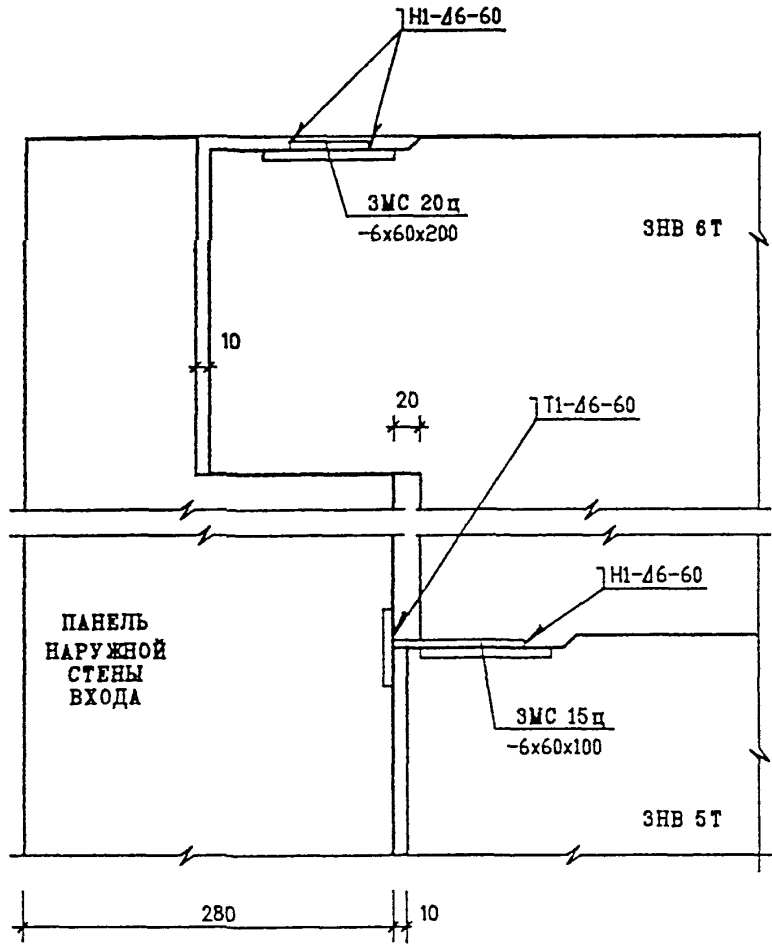 Н1-Δ6-60
ЗМС 20ц
-6х60х200
ЗНВ 6Т
10
20
Т1-Δ6-60
Н1-Δ6-60
ПАНЕЛЬ
НАРУЖНОЙ
СТЕНЫ
ВХОДА
ЗМС 15ц
-6х60х100
ЗНВ 5Т
280
10